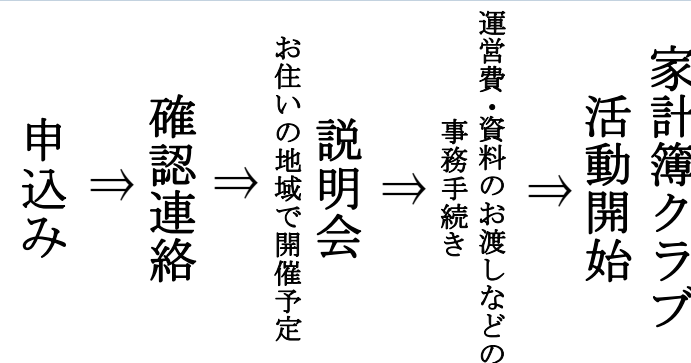 申込み
⇒
確認連絡
⇒
説明会
お住いの地域で開催予定
⇒
運営費・資料のお渡しなどの
事務手続き
⇒
家計簿クラブ
活動開始